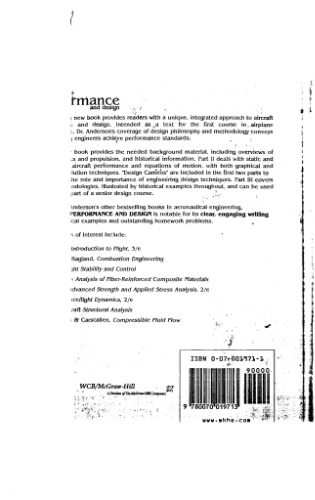 rmance
and design
new book provides readers with a unique, integrated approach to aircraft
and design. Intended as a text for the first course in airplane
Dr. Anderson's coverage of design philosophy and methodology conveys
engineers achieve performance standards.
book provides the needed background material, including overviews of
and propulsion, and historical information. Part II deals with static and
aircraft performance and equations of motion, with both graphical and
lution techniques. "Design Cameos" are included in the first two parts to
he role and importance of engineering design techniques. Part III covers
odologies, illustrated by historical examples throughout, and can be used
part of a senior design course.
Anderson's other bestselling books in aeronautical engineering,
PERFORMANCE AND DESIGN is notable for its clear, engaging writing
cal examples and outstanding homework problems.
of interest include:
Introduction to Flight, 3/e
Ragland, Combustion Engineering
ht Stability and Control
Analysis of Fiber-Reinforced Composite Materials
dvanced Strength and Applied Stress Analysis, 2/e
ceflight Dynamics, 2/e
raft Structural Analysis
& Carscallen, Compressible Fluid Flow
ISBN 0-07-001971-1
90000
9 780070 019713
www.mhhe.com
WCB/McGraw-Hill
A Division of The McGraw-Hill Companies